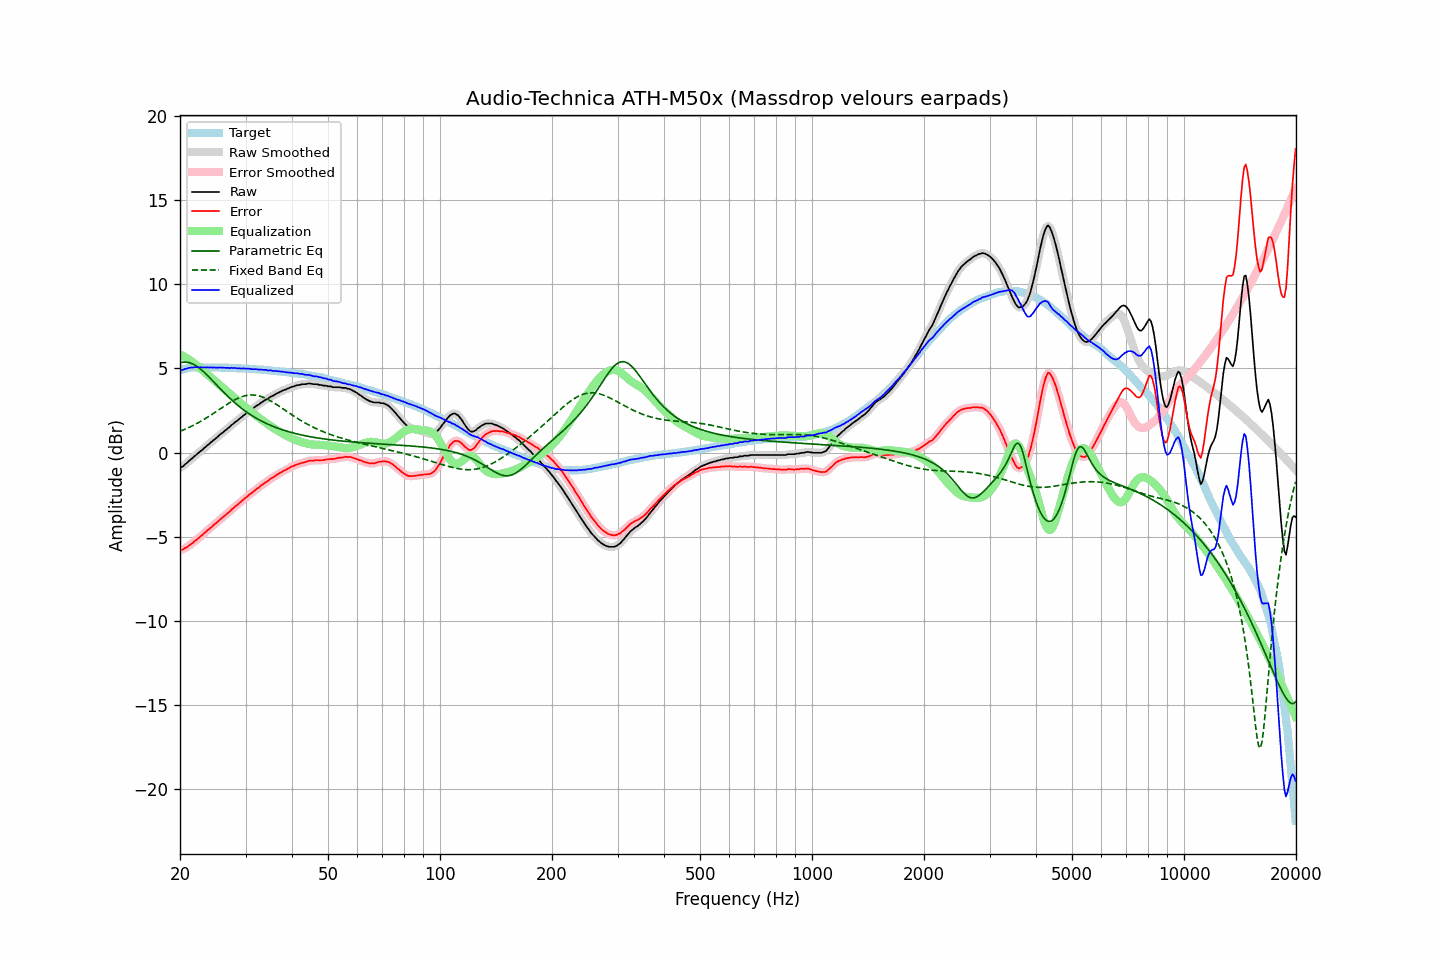 Audio-Technica ATH-M50x (Massdrop velours earpads)
Target
Raw Smoothed
Error Smoothed
Raw
Error
Equalization
Parametric Eq
Fixed Band Eq
Equalized
Amplitude (dBr)
20
15
10
5
0
−5
−10
−15
−20
20 50 100 200 500 1000 2000 5000 10000 20000
Frequency (Hz)